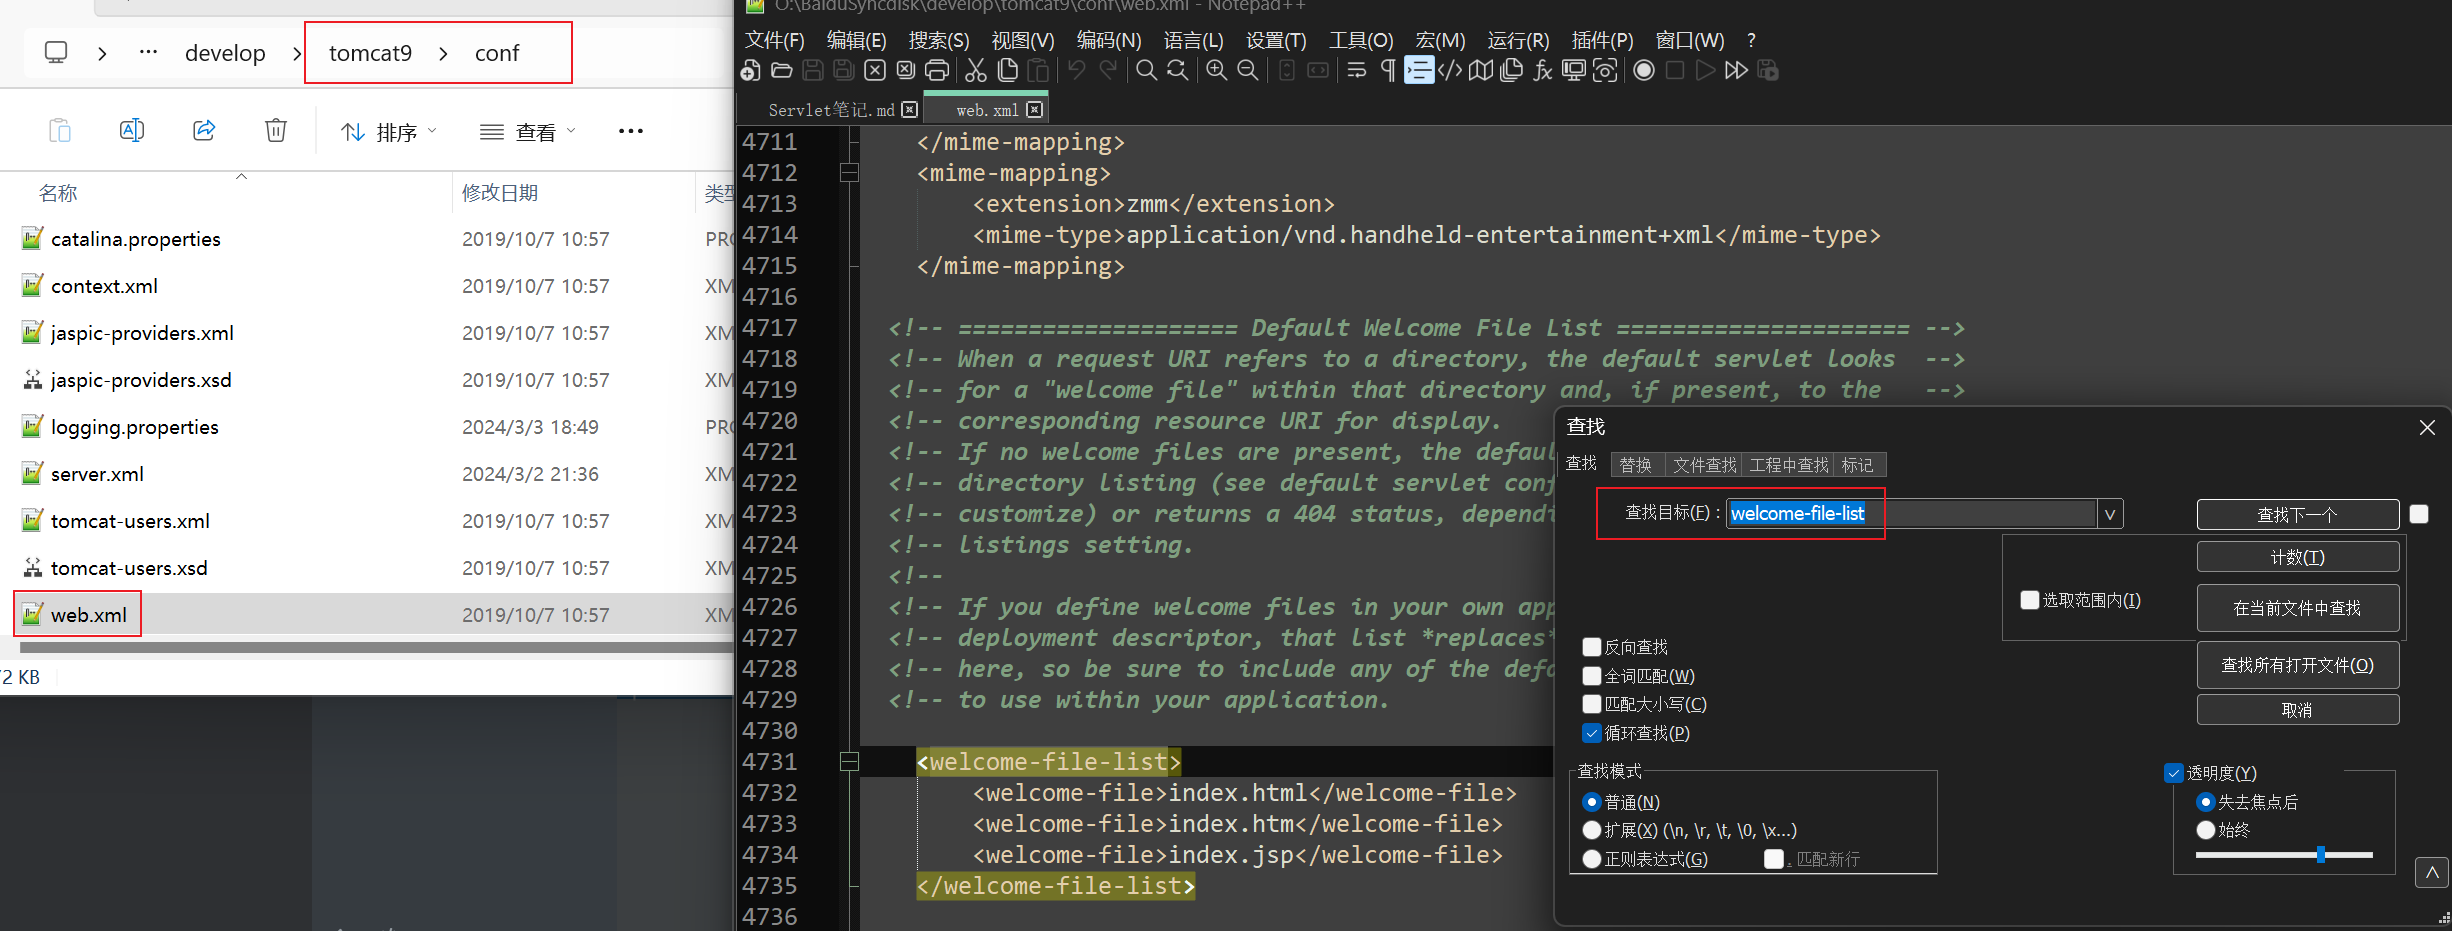 develop
tomcat9
conf
排序
查看
名称
修改日期
catalina.properties
2019/10/7 10:57
context.xml
2019/10/7 10:57
XM
jaspic-providers.xml
2019/10/7 10:57
XM
jaspic-providers.xsd
2019/10/7 10:57
XM
logging.properties
2024/3/3 18:49
server.xml
2024/3/2 21:36
XM
tomcat-users.xml
2019/10/7 10:57
XM
tomcat-users.xsd
2019/10/7 10:57
XM
web.xml
2019/10/7 10:57
XM
2 KB
O:\BaiduSyncdisk\develop\tomcat9\conf\web.xml - Notepad++
文件(F) 编辑(E) 搜索(S) 视图(V) 编码(N) 语言(L) 设置(T) 工具(O) 宏(M) 运行(R) 插件(P) 窗口(W) ?
Servlet笔记.md
web.xml
4711 </mime-mapping>
4712 <mime-mapping>
4713 <extension>zmm</extension>
4714 <mime-type>application/vnd.handheld-entertainment+xml</mime-type>
4715 </mime-mapping>
4716
4717 <!-- ==================== Default Welcome File List ===================== -->
4718 <!-- When a request URI refers to a directory, the default servlet looks -->
4719 <!-- for a "welcome file" within that directory and, if present, to the -->
4720 <!-- corresponding resource URI for display.
4721 <!-- If no welcome files are present, the defaul
4722 <!-- directory listing (see default servlet conf
4723 <!-- customize) or returns a 404 status, dependi
4724 <!-- listings setting.
4725 <!--
4726 <!-- If you define welcome files in your own app
4727 <!-- deployment descriptor, that list *replaces*
4728 <!-- here, so be sure to include any of the defa
4729 <!-- to use within your application.
4730
4731 <welcome-file-list>
4732 <welcome-file>index.html</welcome-file>
4733 <welcome-file>index.htm</welcome-file>
4734 <welcome-file>index.jsp</welcome-file>
4735 </welcome-file-list>
4736
查找
查找 替换 文件查找 工程中查找 标记
查找目标(F) : welcome-file-list
查找下一个
计数(T)
选取范围内(I)
在当前文件中查找
查找所有打开文件(O)
取消
反向查找
全词匹配(W)
匹配大小写(C)
循环查找(P)
查找模式
普通(N)
扩展(X) (\n, \r, \t, \0, \x...)
正则表达式(G)
. 匹配新行
透明度(Y)
失去焦点后
始终